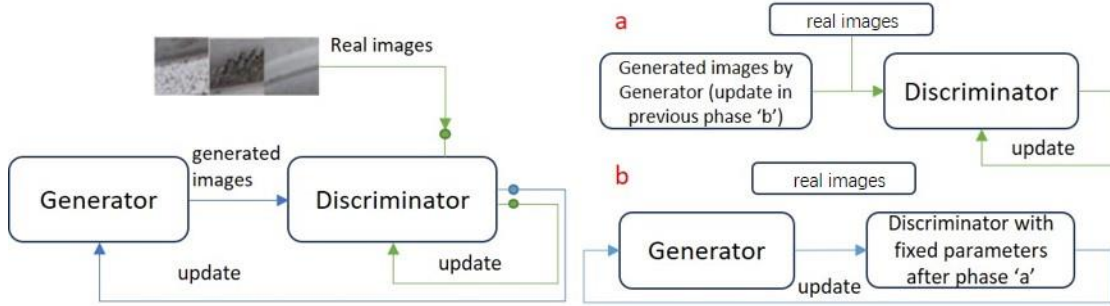 Real images
generated
images
Generator
Discriminator
update
update
a
real images
Generated images by
Generator (update in
previous phase ‘b’)
Discriminator
update
b
real images
Generator
Discriminator with
fixed parameters
after phase ‘a’
update